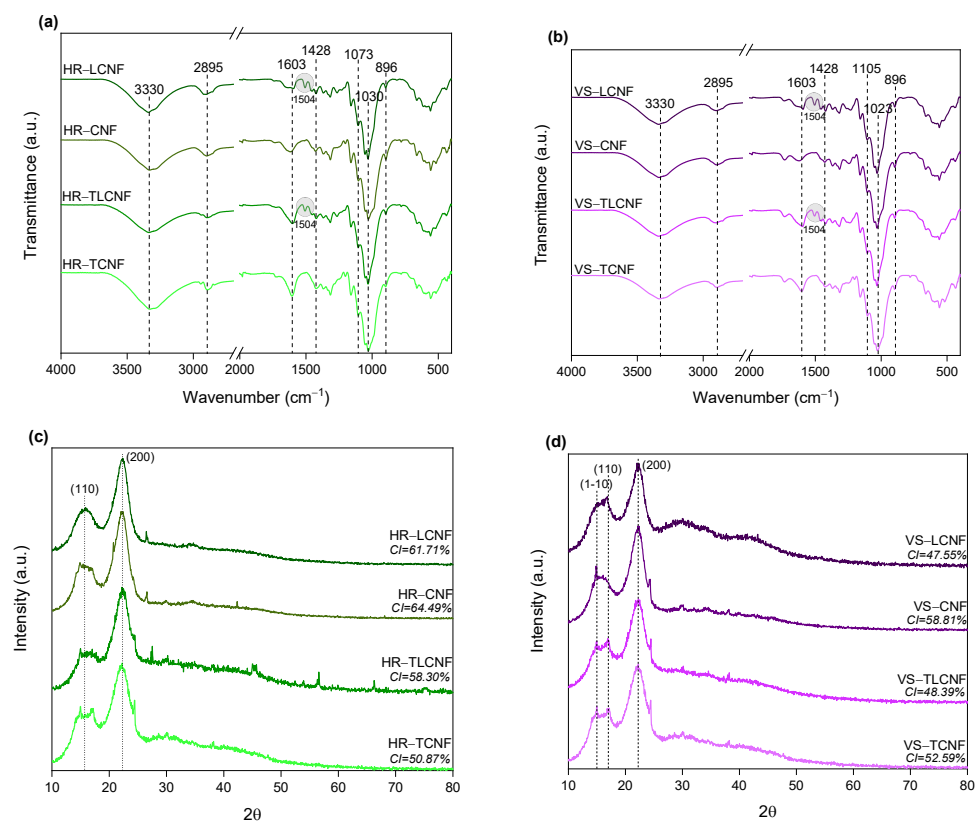 (a)
HR–LCNF
HR–CNF
HR–TLCNF
HR–TCNF
3330
2895
1603
1504
1428
1073
1030
896
1504
Transmittance (a.u.)
4000 3500 3000 2000 2000 1500 1000 500
Wavenumber (cm⁻¹)
(b)
VS–LCNF
VS–CNF
VS–TLCNF
VS–TCNF
3330
2895
1603
1504
1428
1105
1023
896
1504
Transmittance (a.u.)
4000 3500 3000 2000 2000 1500 1000 500
Wavenumber (cm⁻¹)
(c)
(110)
(200)
HR–LCNF
CI=61.71%
HR–CNF
CI=64.49%
HR–TLCNF
CI=58.30%
HR–TCNF
CI=50.87%
Intensity (a.u.)
10 20 30 40 50 60 70 80
2θ
(d)
(1-10)
(110)
(200)
VS–LCNF
CI=47.55%
VS–CNF
CI=58.81%
VS–TLCNF
CI=48.39%
VS–TCNF
CI=52.59%
Intensity (a.u.)
10 20 30 40 50 60 70 80
2θ